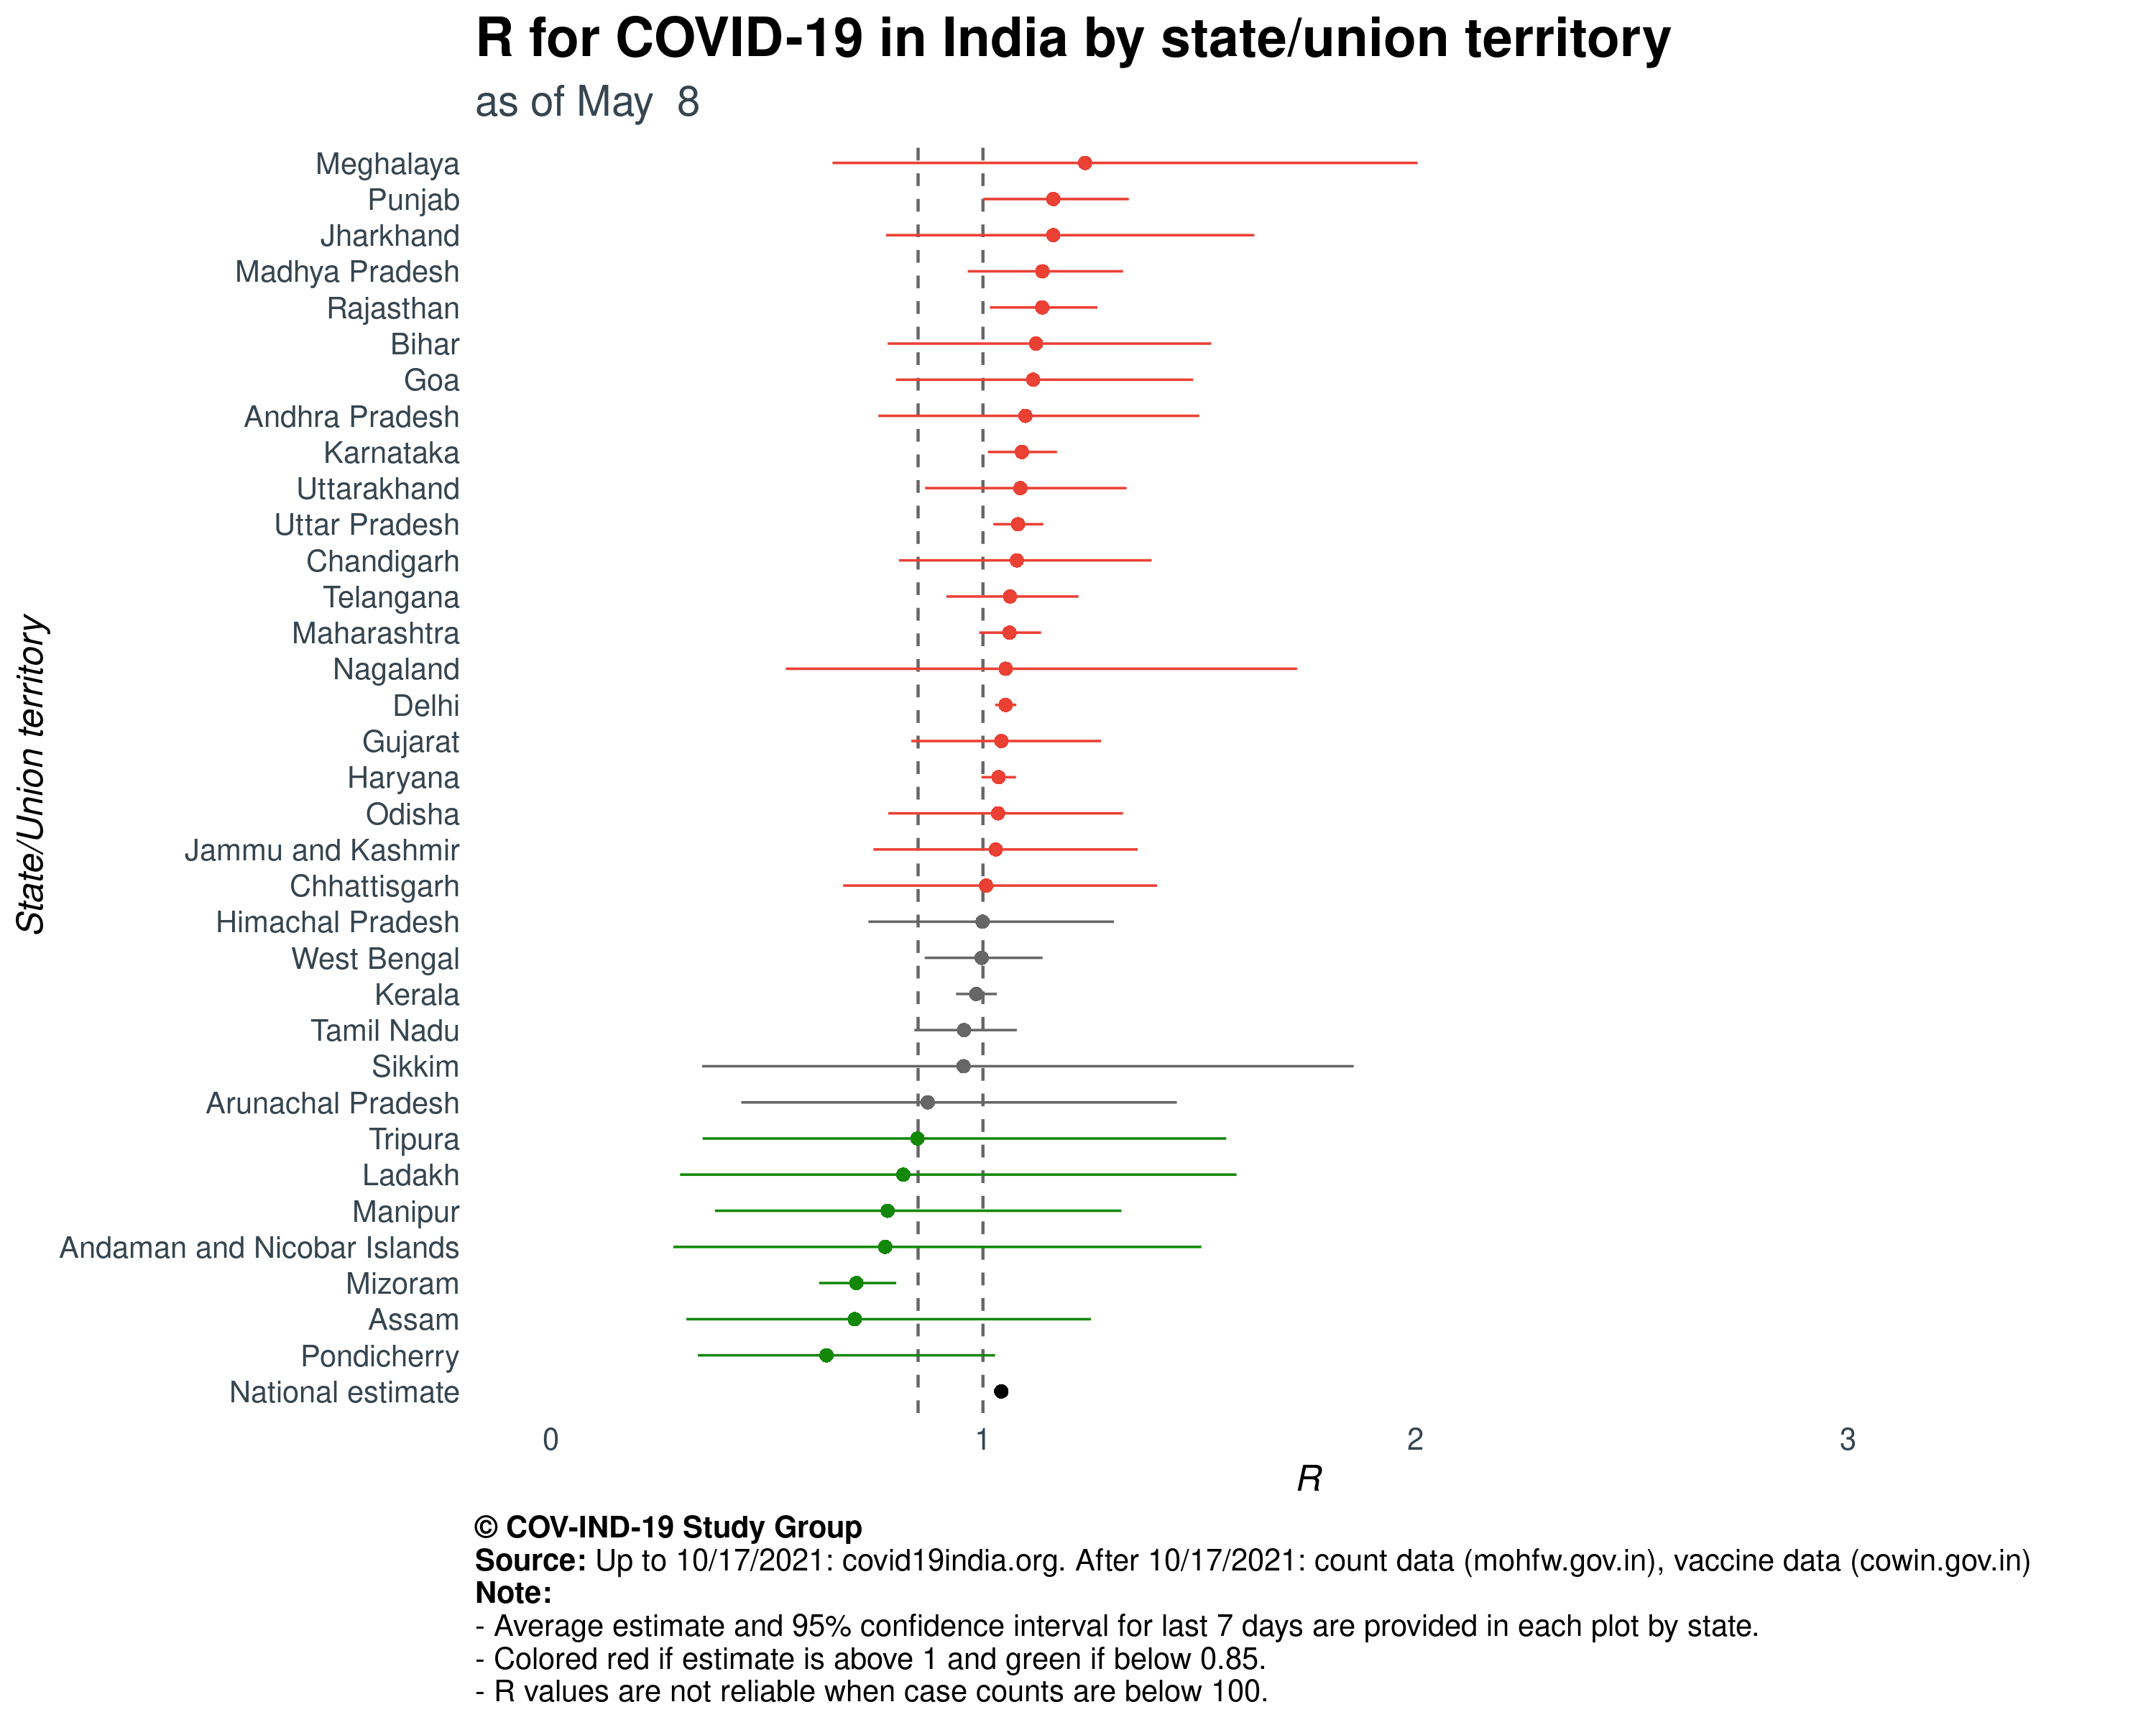 R for COVID-19 in India by state/union territory
as of May  8
State/Union territory
Meghalaya
Punjab
Jharkhand
Madhya Pradesh
Rajasthan
Bihar
Goa
Andhra Pradesh
Karnataka
Uttarakhand
Uttar Pradesh
Chandigarh
Telangana
Maharashtra
Nagaland
Delhi
Gujarat
Haryana
Odisha
Jammu and Kashmir
Chhattisgarh
Himachal Pradesh
West Bengal
Kerala
Tamil Nadu
Sikkim
Arunachal Pradesh
Tripura
Ladakh
Manipur
Andaman and Nicobar Islands
Mizoram
Assam
Pondicherry
National estimate
0 1 2 3
R
© COV-IND-19 Study Group
Source: Up to 10/17/2021: covid19india.org. After 10/17/2021: count data (mohfw.gov.in), vaccine data (cowin.gov.in)
Note:
- Average estimate and 95% confidence interval for last 7 days are provided in each plot by state.
- Colored red if estimate is above 1 and green if below 0.85.
- R values are not reliable when case counts are below 100.